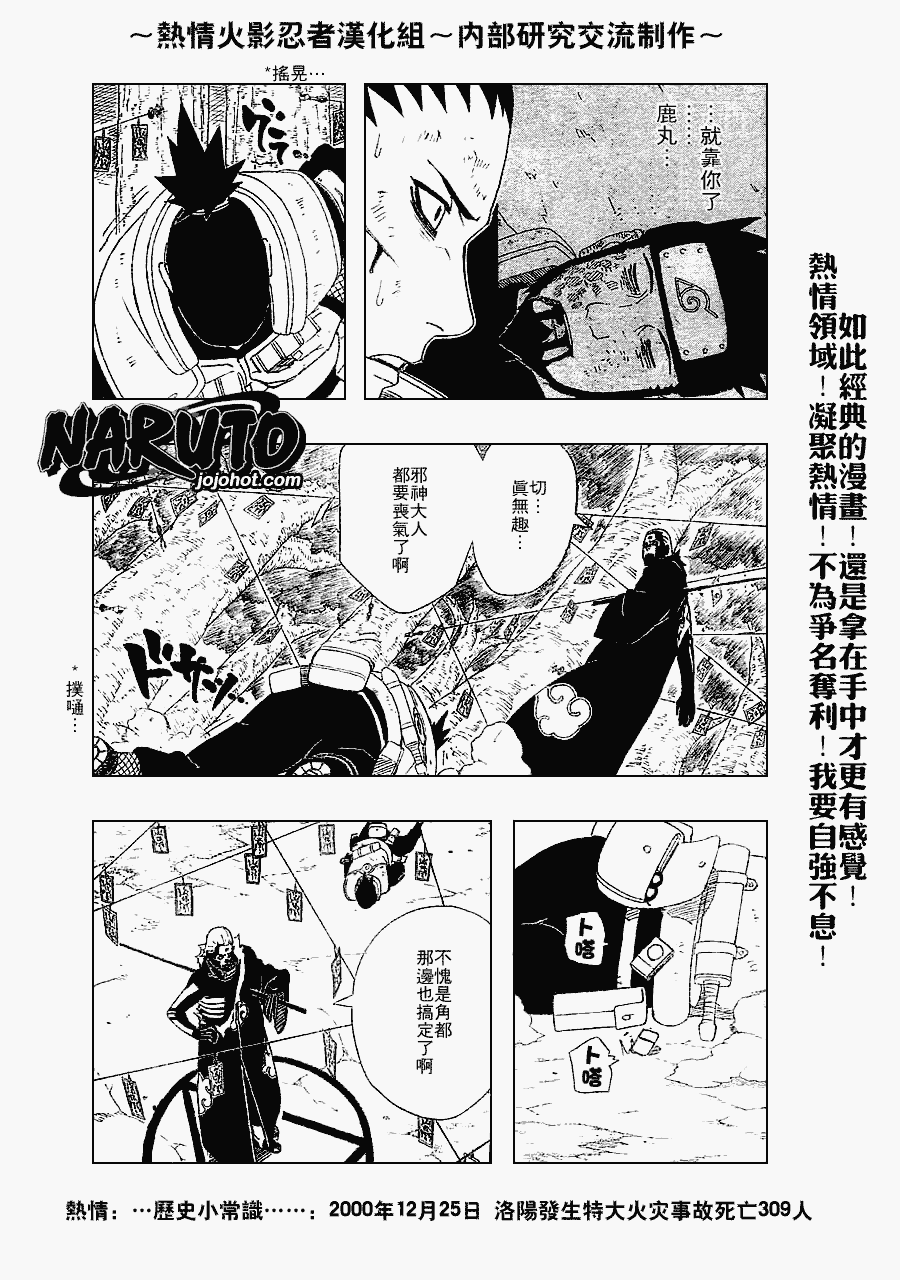 ～熱情火影忍者漢化組～内部研究交流制作～
*搖晃…
…就靠你了
……
鹿丸…
グ
ラ…
NARUTO
jojohot.com
切…
眞無趣…
邪神大人
都要喪氣了啊
ドサッ
*撲嗵…
卜嗒
卜嗒
不愧是角都
那邊也搞定了啊
如此經典的漫畫！還是拿在手中才更有感覺！
熱情領域！凝聚熱情！不為爭名奪利！我要自強不息！
熱情：…歷史小常識……：2000年12月25日 洛陽發生特大火灾事故死亡309人